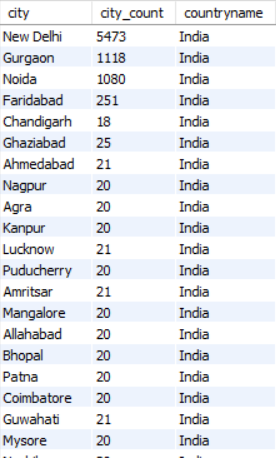 city city_count countryname
New Delhi 5473 India
Gurgaon 1118 India
Noida 1080 India
Faridabad 251 India
Chandigarh 18 India
Ghaziabad 25 India
Ahmedabad 21 India
Nagpur 20 India
Agra 20 India
Kanpur 20 India
Lucknow 21 India
Puducherry 20 India
Amritsar 21 India
Mangalore 20 India
Allahabad 20 India
Bhopal 20 India
Patna 20 India
Coimbatore 20 India
Guwahati 21 India
Mysore 20 India